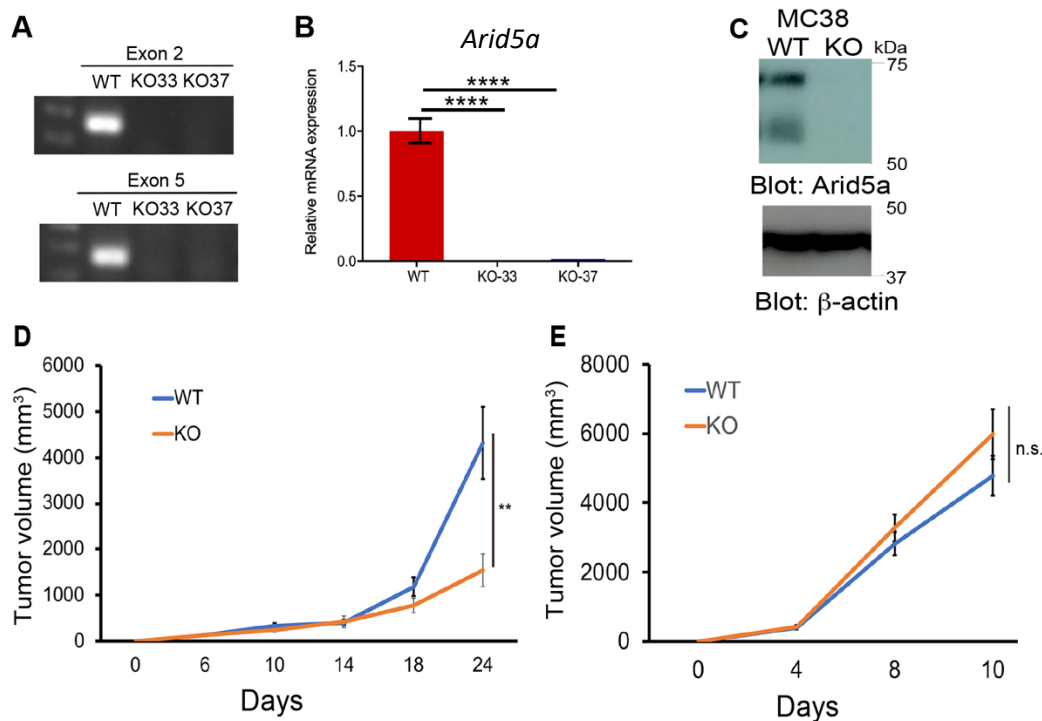 A
Exon 2
WT KO33 KO37
Exon 5
WT KO33 KO37
B
Arid5a
Relative mRNA expression
1.5
1.0
0.5
0.0
****
****
WT KO-33 KO-37
C
MC38
WT KO kDa
75
50
Blot: Arid5a
50
37
Blot: β-actin
D
Tumor volume (mm³)
6000
5000
4000
3000
2000
1000
0
WT
KO
**
0 6 10 14 18 24
Days
E
Tumor volume (mm³)
8000
6000
4000
2000
0
WT
KO
n.s.
0 4 8 10
Days